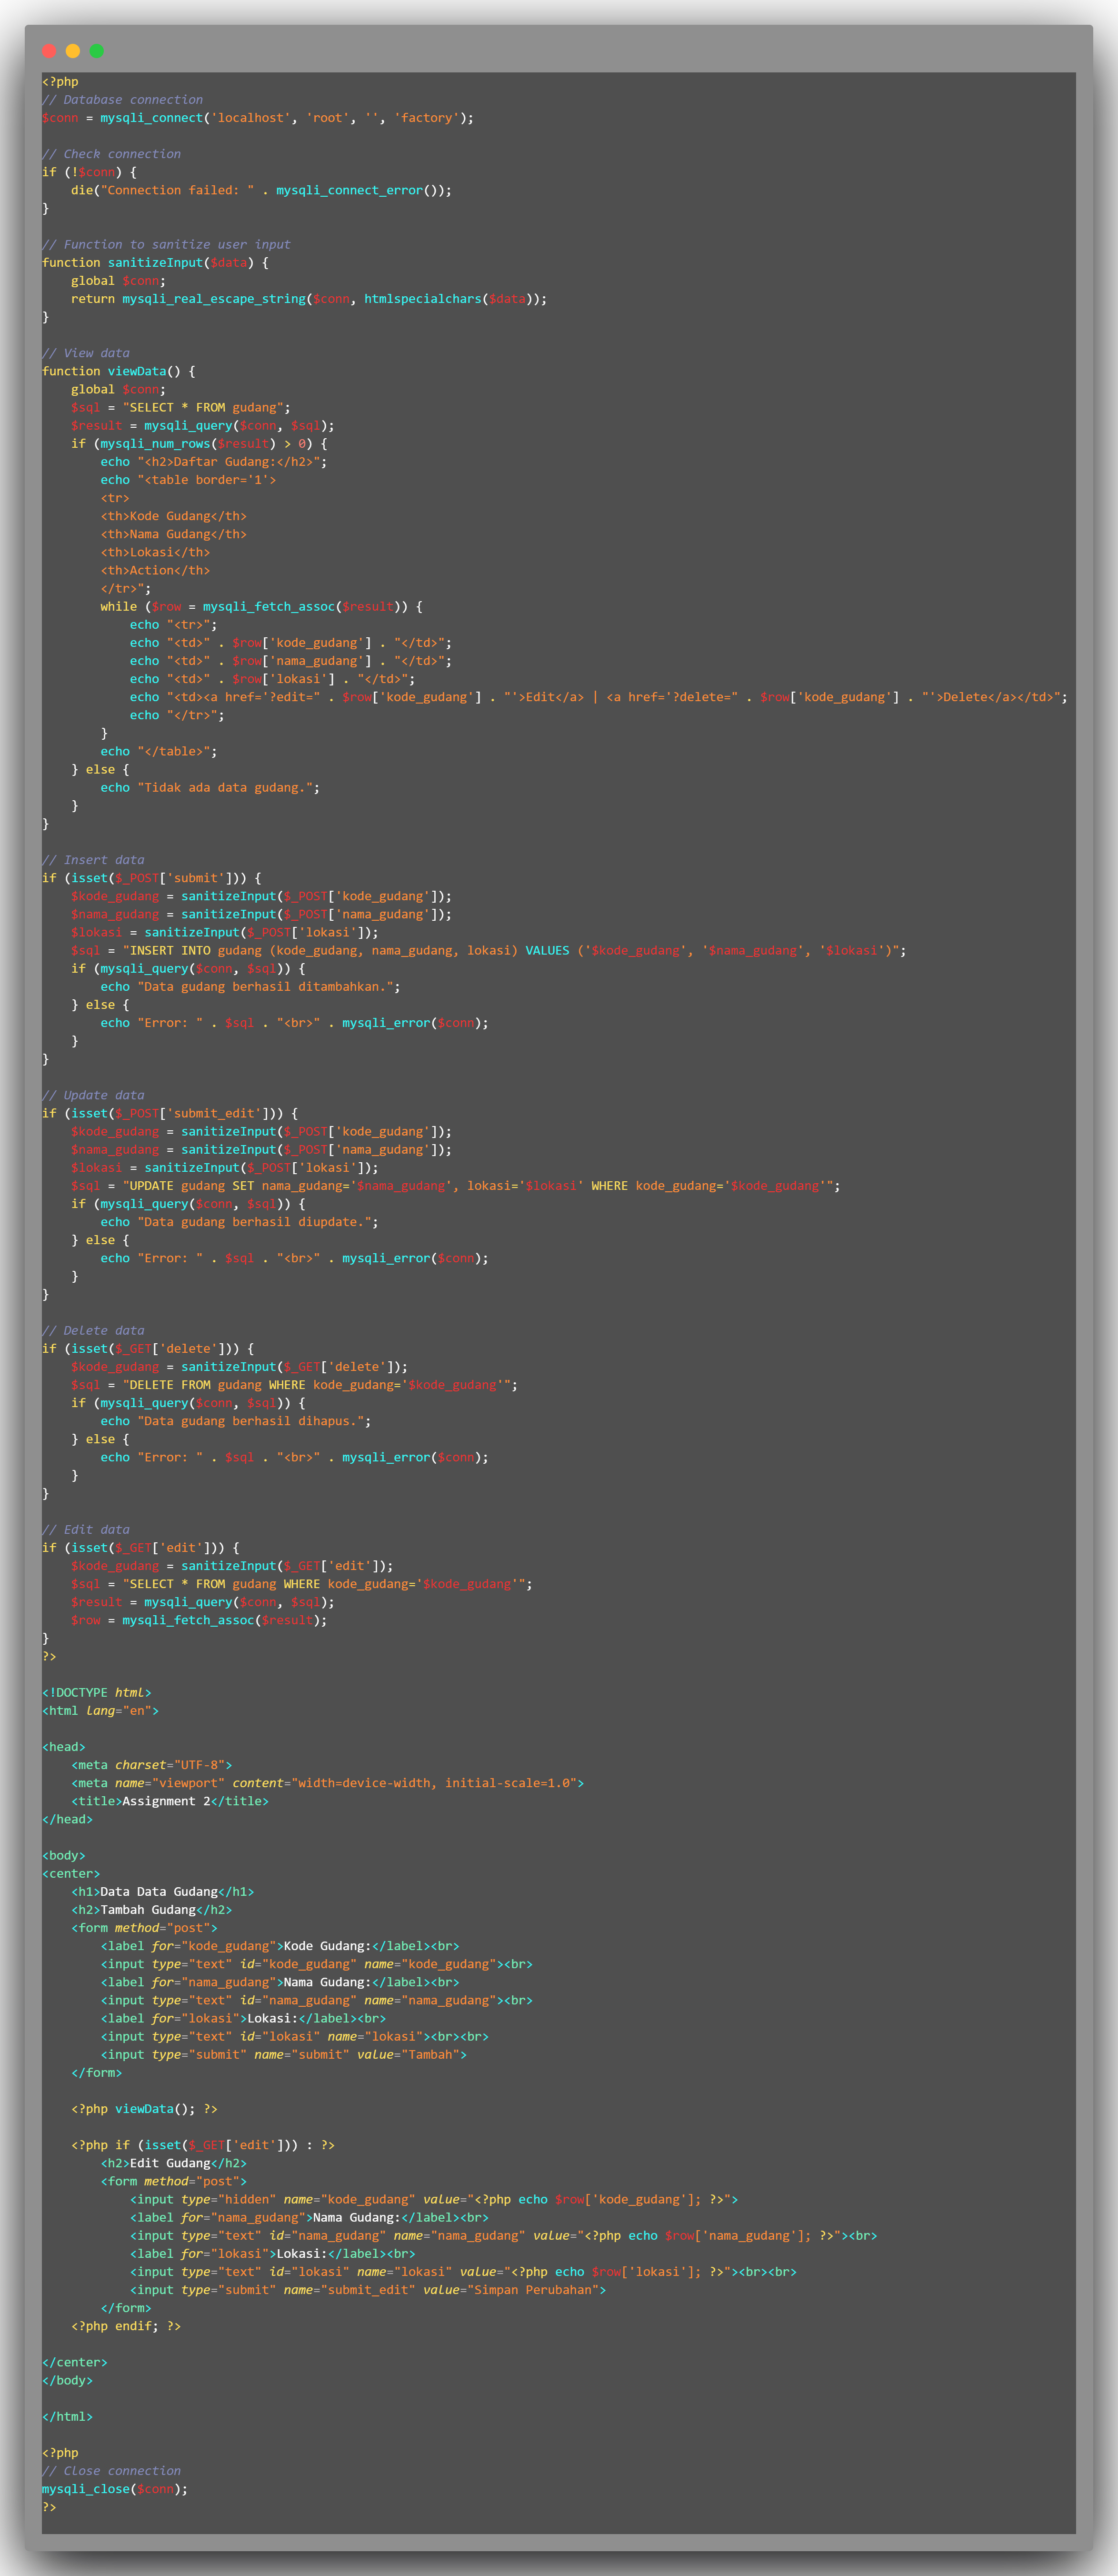 <?php
// Database connection
$conn = mysqli_connect('localhost', 'root', '', 'factory');

// Check connection
if (!$conn) {
    die("Connection failed: " . mysqli_connect_error());
}

// Function to sanitize user input
function sanitizeInput($data) {
    global $conn;
    return mysqli_real_escape_string($conn, htmlspecialchars($data));
}

// View data
function viewData() {
    global $conn;
    $sql = "SELECT * FROM gudang";
    $result = mysqli_query($conn, $sql);
    if (mysqli_num_rows($result) > 0) {
        echo "<h2>Daftar Gudang:</h2>";
        echo "<table border='1'>
        <tr>
        <th>Kode Gudang</th>
        <th>Nama Gudang</th>
        <th>Lokasi</th>
        <th>Action</th>
        </tr>";
        while ($row = mysqli_fetch_assoc($result)) {
            echo "<tr>";
            echo "<td>" . $row['kode_gudang'] . "</td>";
            echo "<td>" . $row['nama_gudang'] . "</td>";
            echo "<td>" . $row['lokasi'] . "</td>";
            echo "<td><a href='?edit=" . $row['kode_gudang'] . "'>Edit</a> | <a href='?delete=" . $row['kode_gudang'] . "'>Delete</a></td>";
            echo "</tr>";
        }
        echo "</table>";
    } else {
        echo "Tidak ada data gudang.";
    }
}

// Insert data
if (isset($_POST['submit'])) {
    $kode_gudang = sanitizeInput($_POST['kode_gudang']);
    $nama_gudang = sanitizeInput($_POST['nama_gudang']);
    $lokasi = sanitizeInput($_POST['lokasi']);
    $sql = "INSERT INTO gudang (kode_gudang, nama_gudang, lokasi) VALUES ('$kode_gudang', '$nama_gudang', '$lokasi')";
    if (mysqli_query($conn, $sql)) {
        echo "Data gudang berhasil ditambahkan.";
    } else {
        echo "Error: " . $sql . "<br>" . mysqli_error($conn);
    }
}

// Update data
if (isset($_POST['submit_edit'])) {
    $kode_gudang = sanitizeInput($_POST['kode_gudang']);
    $nama_gudang = sanitizeInput($_POST['nama_gudang']);
    $lokasi = sanitizeInput($_POST['lokasi']);
    $sql = "UPDATE gudang SET nama_gudang='$nama_gudang', lokasi='$lokasi' WHERE kode_gudang='$kode_gudang'";
    if (mysqli_query($conn, $sql)) {
        echo "Data gudang berhasil diupdate.";
    } else {
        echo "Error: " . $sql . "<br>" . mysqli_error($conn);
    }
}

// Delete data
if (isset($_GET['delete'])) {
    $kode_gudang = sanitizeInput($_GET['delete']);
    $sql = "DELETE FROM gudang WHERE kode_gudang='$kode_gudang'";
    if (mysqli_query($conn, $sql)) {
        echo "Data gudang berhasil dihapus.";
    } else {
        echo "Error: " . $sql . "<br>" . mysqli_error($conn);
    }
}

// Edit data
if (isset($_GET['edit'])) {
    $kode_gudang = sanitizeInput($_GET['edit']);
    $sql = "SELECT * FROM gudang WHERE kode_gudang='$kode_gudang'";
    $result = mysqli_query($conn, $sql);
    $row = mysqli_fetch_assoc($result);
}
?>

<!DOCTYPE html>
<html lang="en">

<head>
    <meta charset="UTF-8">
    <meta name="viewport" content="width=device-width, initial-scale=1.0">
    <title>Assignment 2</title>
</head>

<body>
<center>
    <h1>Data Data Gudang</h1>
    <h2>Tambah Gudang</h2>
    <form method="post">
        <label for="kode_gudang">Kode Gudang:</label><br>
        <input type="text" id="kode_gudang" name="kode_gudang"><br>
        <label for="nama_gudang">Nama Gudang:</label><br>
        <input type="text" id="nama_gudang" name="nama_gudang"><br>
        <label for="lokasi">Lokasi:</label><br>
        <input type="text" id="lokasi" name="lokasi"><br><br>
        <input type="submit" name="submit" value="Tambah">
    </form>

    <?php viewData(); ?>

    <?php if (isset($_GET['edit'])) : ?>
        <h2>Edit Gudang</h2>
        <form method="post">
            <input type="hidden" name="kode_gudang" value="<?php echo $row['kode_gudang']; ?>">
            <label for="nama_gudang">Nama Gudang:</label><br>
            <input type="text" id="nama_gudang" name="nama_gudang" value="<?php echo $row['nama_gudang']; ?>"><br>
            <label for="lokasi">Lokasi:</label><br>
            <input type="text" id="lokasi" name="lokasi" value="<?php echo $row['lokasi']; ?>"><br><br>
            <input type="submit" name="submit_edit" value="Simpan Perubahan">
        </form>
    <?php endif; ?>

</center>
</body>

</html>

<?php
// Close connection
mysqli_close($conn);
?>